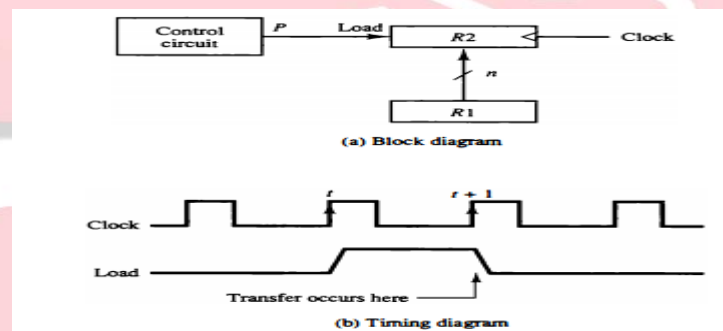 Control
circuit
P
Load
R2
Clock
n
R1
(a) Block diagram
t
t + 1
Clock
Load
Transfer occurs here
(b) Timing diagram